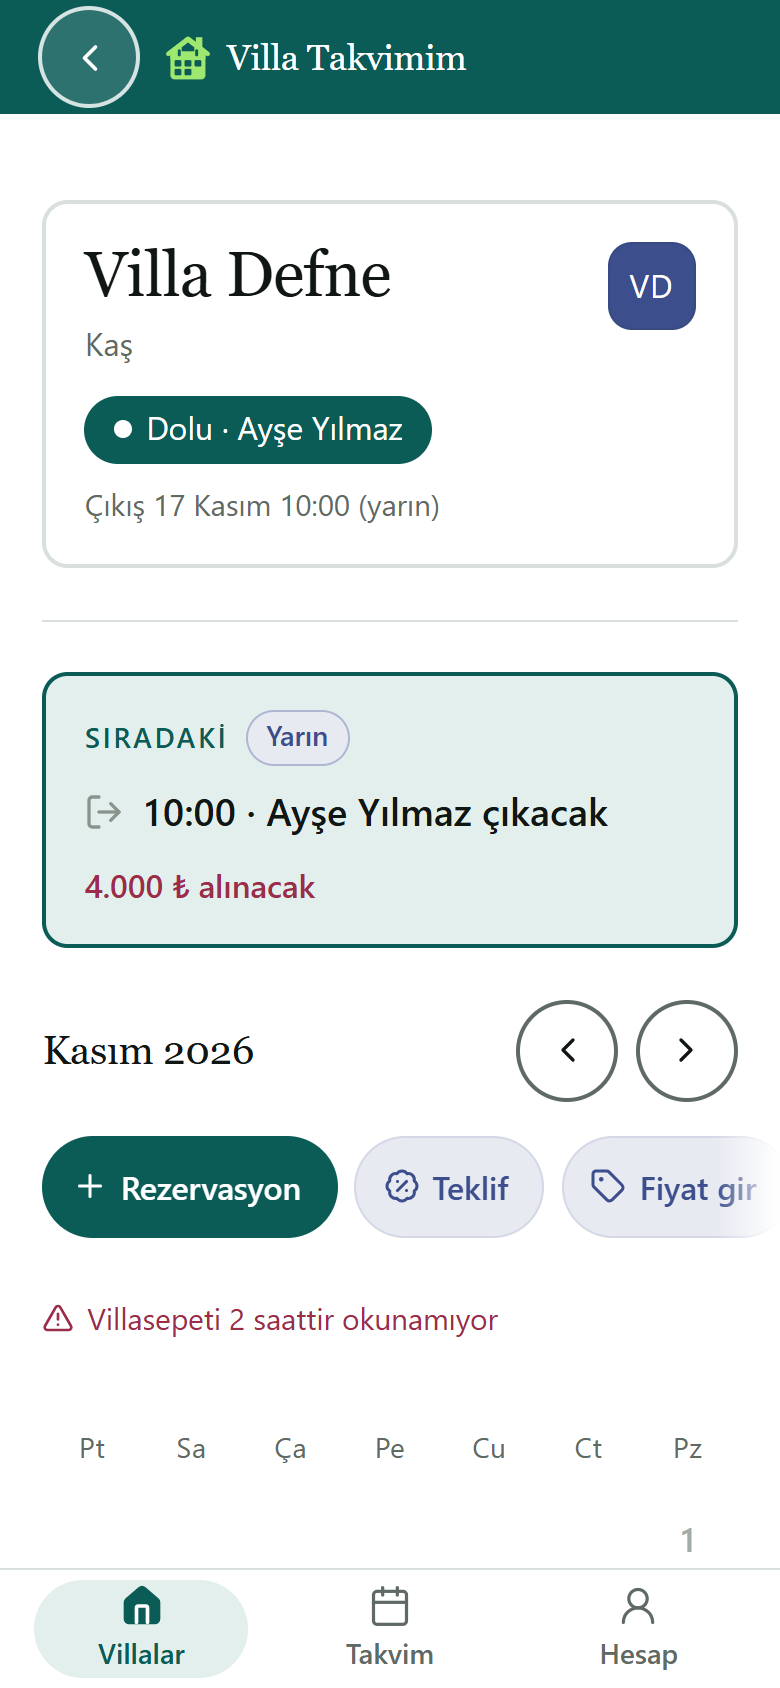 Villa Takvimim
Villa Defne
VD
Kaş
Dolu · Ayşe Yılmaz
Çıkış 17 Kasım 10:00 (yarın)
SIRADAKİ Yarın
10:00 · Ayşe Yılmaz çıkacak
4.000 ₺ alınacak
Kasım 2026
Rezervasyon Teklif Fiyat gir
Villasepeti 2 saattir okunamıyor
Pt Sa Ça Pe Cu Ct Pz
1
Villalar Takvim Hesap